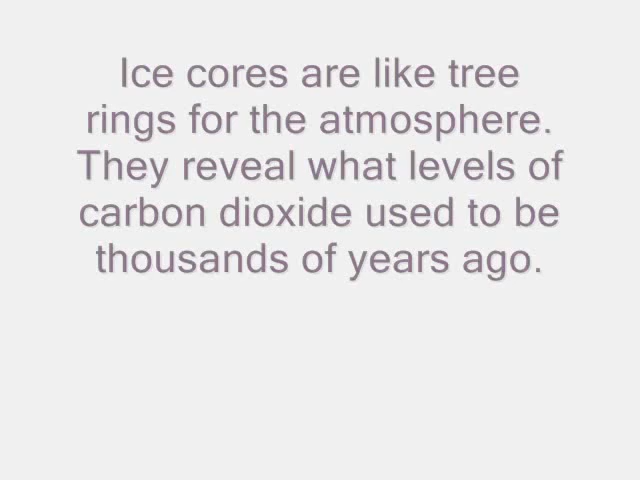 Ice cores are like tree
rings for the atmosphere.
They reveal what levels of
carbon dioxide used to be
thousands of years ago.